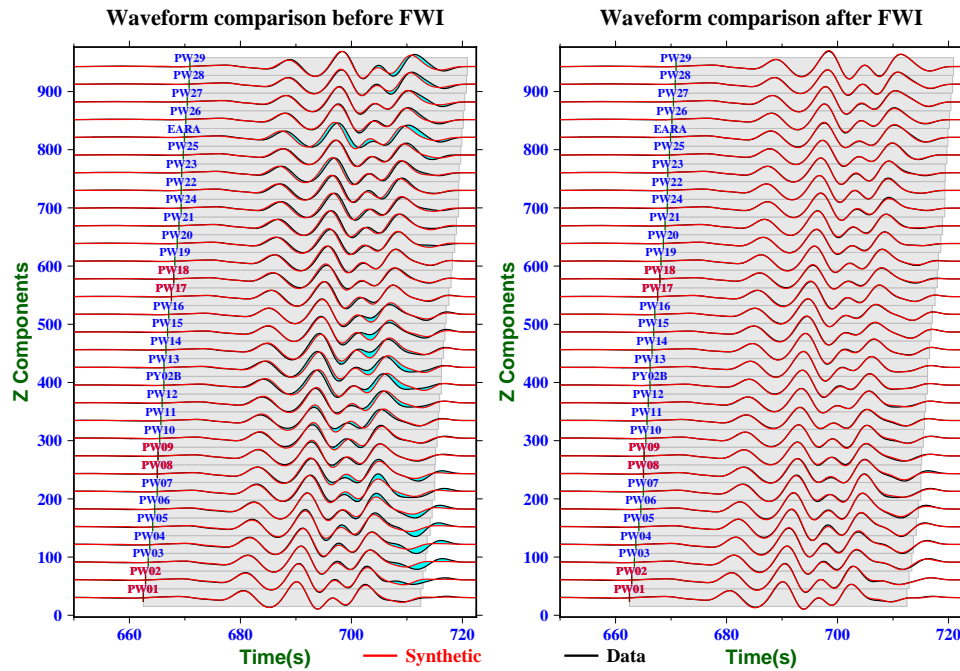 Waveform comparison before FWI
Waveform comparison after FWI
Z Components
900
800
700
600
500
400
300
200
100
0
PW29
PW28
PW27
PW26
EARA
PW25
PW23
PW22
PW24
PW21
PW20
PW19
PW18
PW17
PW16
PW15
PW14
PW13
PY02B
PW12
PW11
PW10
PW09
PW08
PW07
PW06
PW05
PW04
PW03
PW02
PW01
660
680
700
720
Time(s)
Z Components
900
800
700
600
500
400
300
200
100
0
PW29
PW28
PW27
PW26
EARA
PW25
PW23
PW22
PW24
PW21
PW20
PW19
PW18
PW17
PW16
PW15
PW14
PW13
PY02B
PW12
PW11
PW10
PW09
PW08
PW07
PW06
PW05
PW04
PW03
PW02
PW01
660
680
700
720
Time(s)
Synthetic
Data